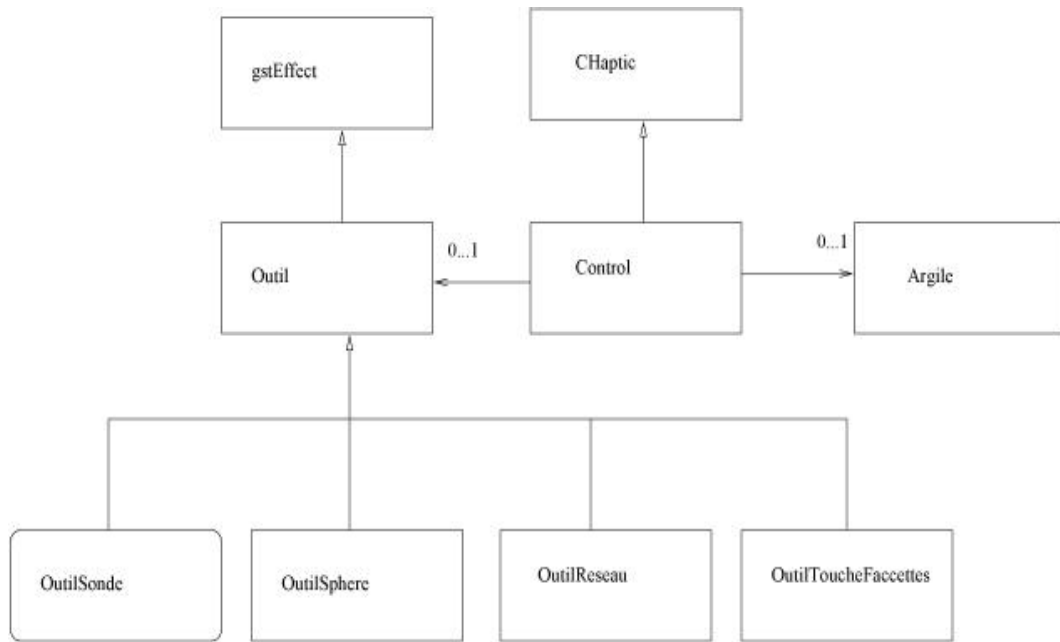 gstEffect
CHaptic
0...1
0...1
Outil
Control
Argile
OutilSonde
OutilSphere
OutilReseau
OutilToucheFaccettes